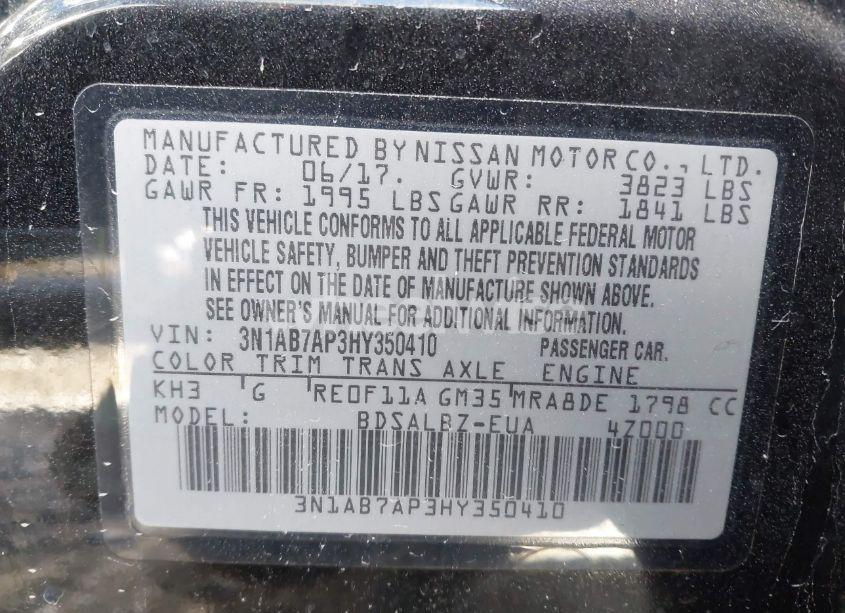 MANUFACTURED BY NISSAN MOTOR CO., LTD.
DATE: 06/17. GVWR: 3823 LBS
GAWR FR: 1995 LBS GAWR RR: 1841 LBS
THIS VEHICLE CONFORMS TO ALL APPLICABLE FEDERAL MOTOR
VEHICLE SAFETY, BUMPER AND THEFT PREVENTION STANDARDS
IN EFFECT ON THE DATE OF MANUFACTURE SHOWN ABOVE.
SEE OWNER'S MANUAL FOR ADDITIONAL INFORMATION.
VIN: 3N1AB7AP3HY350410 PASSENGER CAR.
COLOR TRIM TRANS AXLE ENGINE
KH3 G RE0F11A GM35 MRA8DE 1798 CC
MODEL: BDSALBZ-EUA 4Z000
3N1AB7AP3HY350410